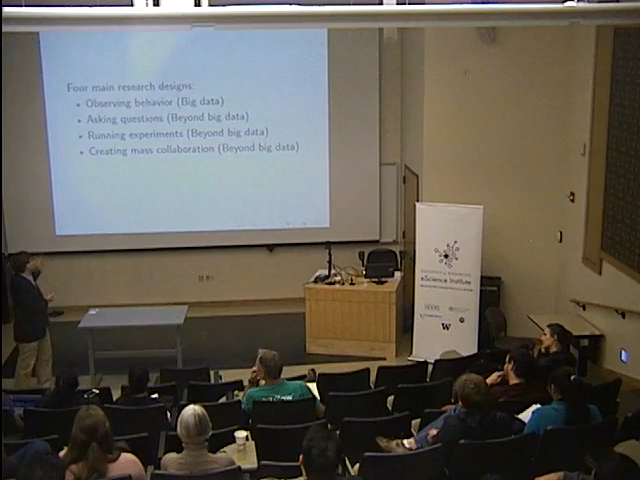 Four main research designs:
• Observing behavior (Big data)
• Asking questions (Beyond big data)
• Running experiments (Beyond big data)
• Creating mass collaboration (Beyond big data)
eScience Institute
W